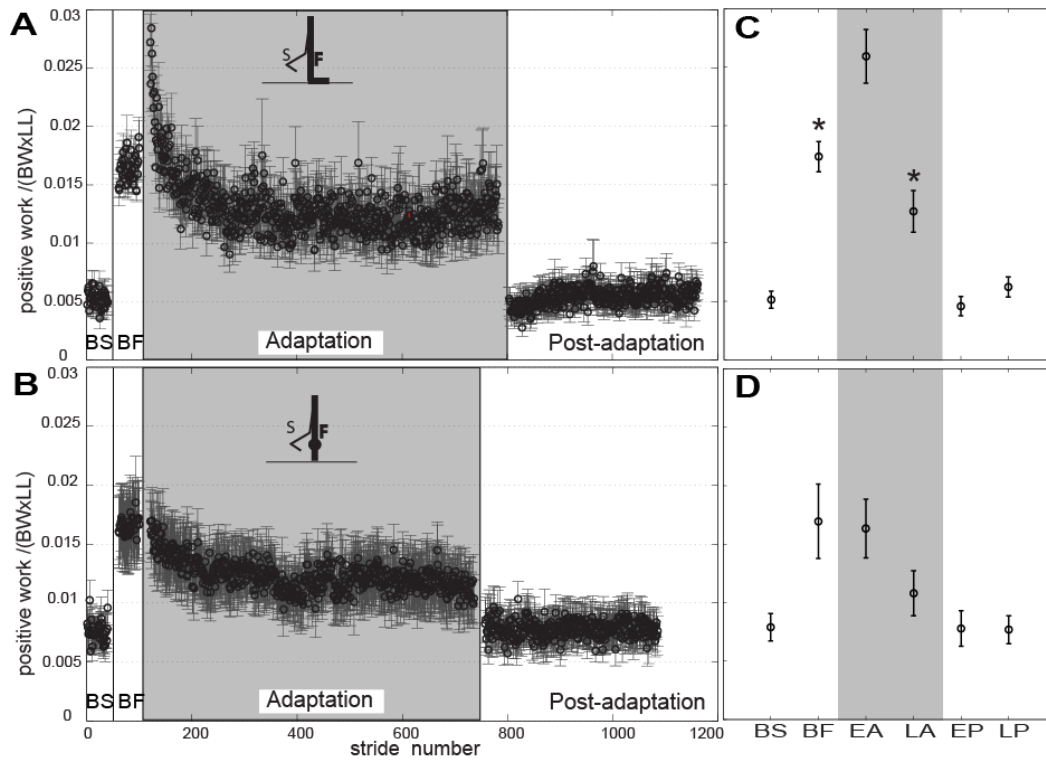 A
0.03
0.025
0.02
0.015
0.01
0.005
0
positive work /(BWxLL)
S
F
BS
BF
Adaptation
Post-adaptation
B
0.03
0.025
0.02
0.015
0.01
0.005
0
positive work /(BWxLL)
S
F
BS
BF
Adaptation
Post-adaptation
0 200 400 600 800 1000 1200
stride number
C
*
*
D
BS BF EA LA EP LP